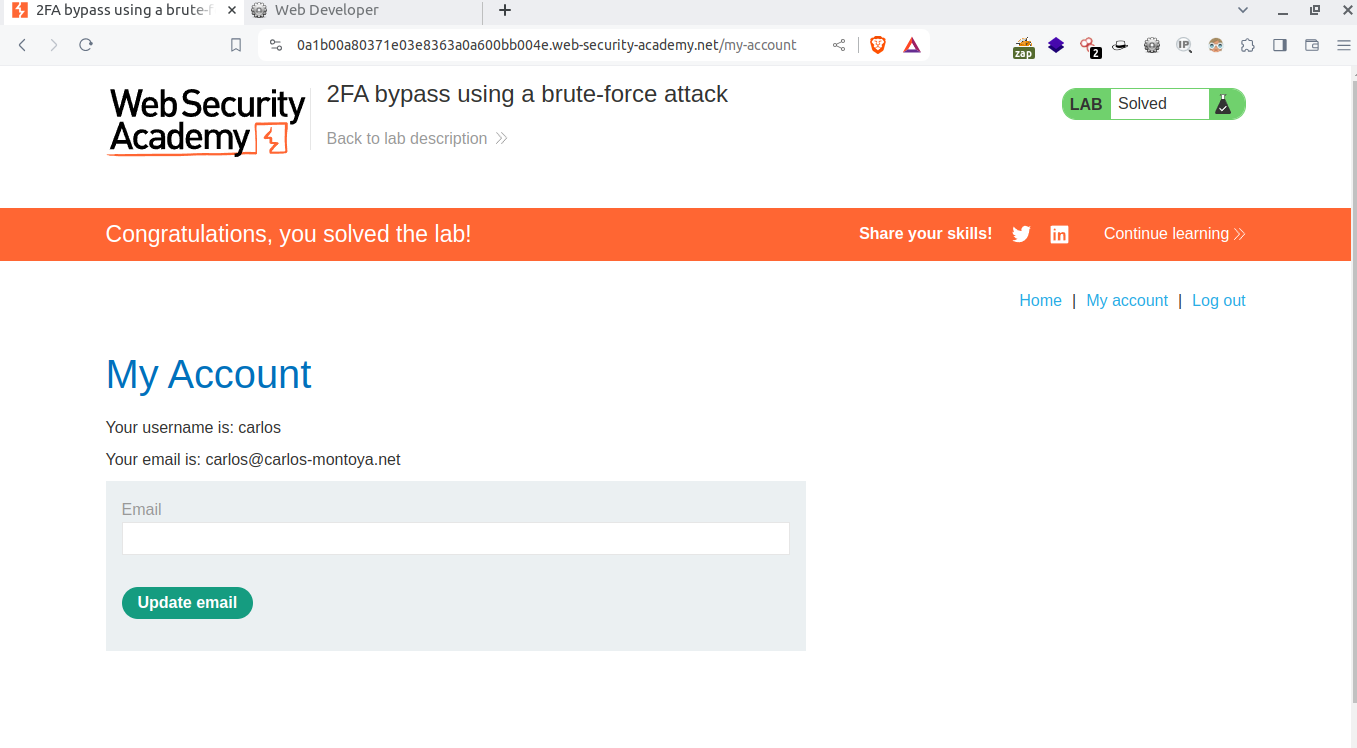 2FA bypass using a brute-f
Web Developer
0a1b00a80371e03e8363a0a600bb004e.web-security-academy.net/my-account
zap
2
IP
Web Security
Academy
2FA bypass using a brute-force attack
Back to lab description
LAB Solved
Congratulations, you solved the lab!
Share your skills!
in
Continue learning
Home | My account | Log out
My Account
Your username is: carlos
Your email is: carlos@carlos-montoya.net
Email
Update email